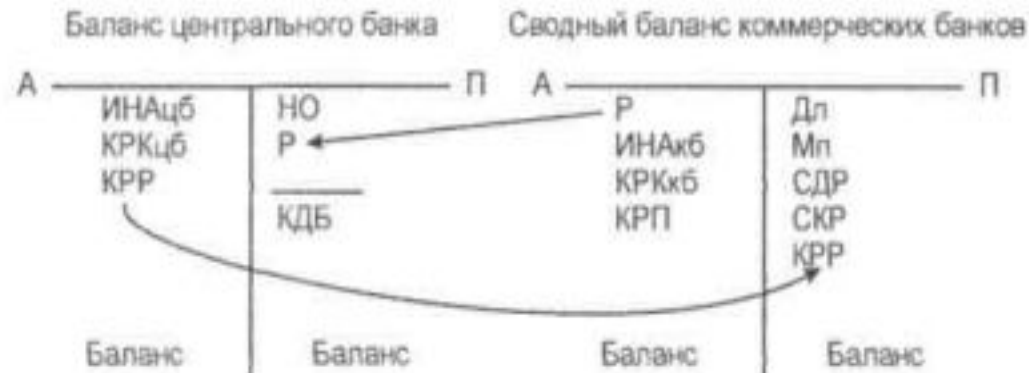 Баланс центрального банка
Сводный баланс коммерческих банков
А
П
ИНАцб
КРКцб
КРР
НО
Р
КДБ
Баланс
Баланс
А
П
Р
ИНАкб
КРКкб
КРП
Дл
Мп
СДР
СКР
КРР
Баланс
Баланс